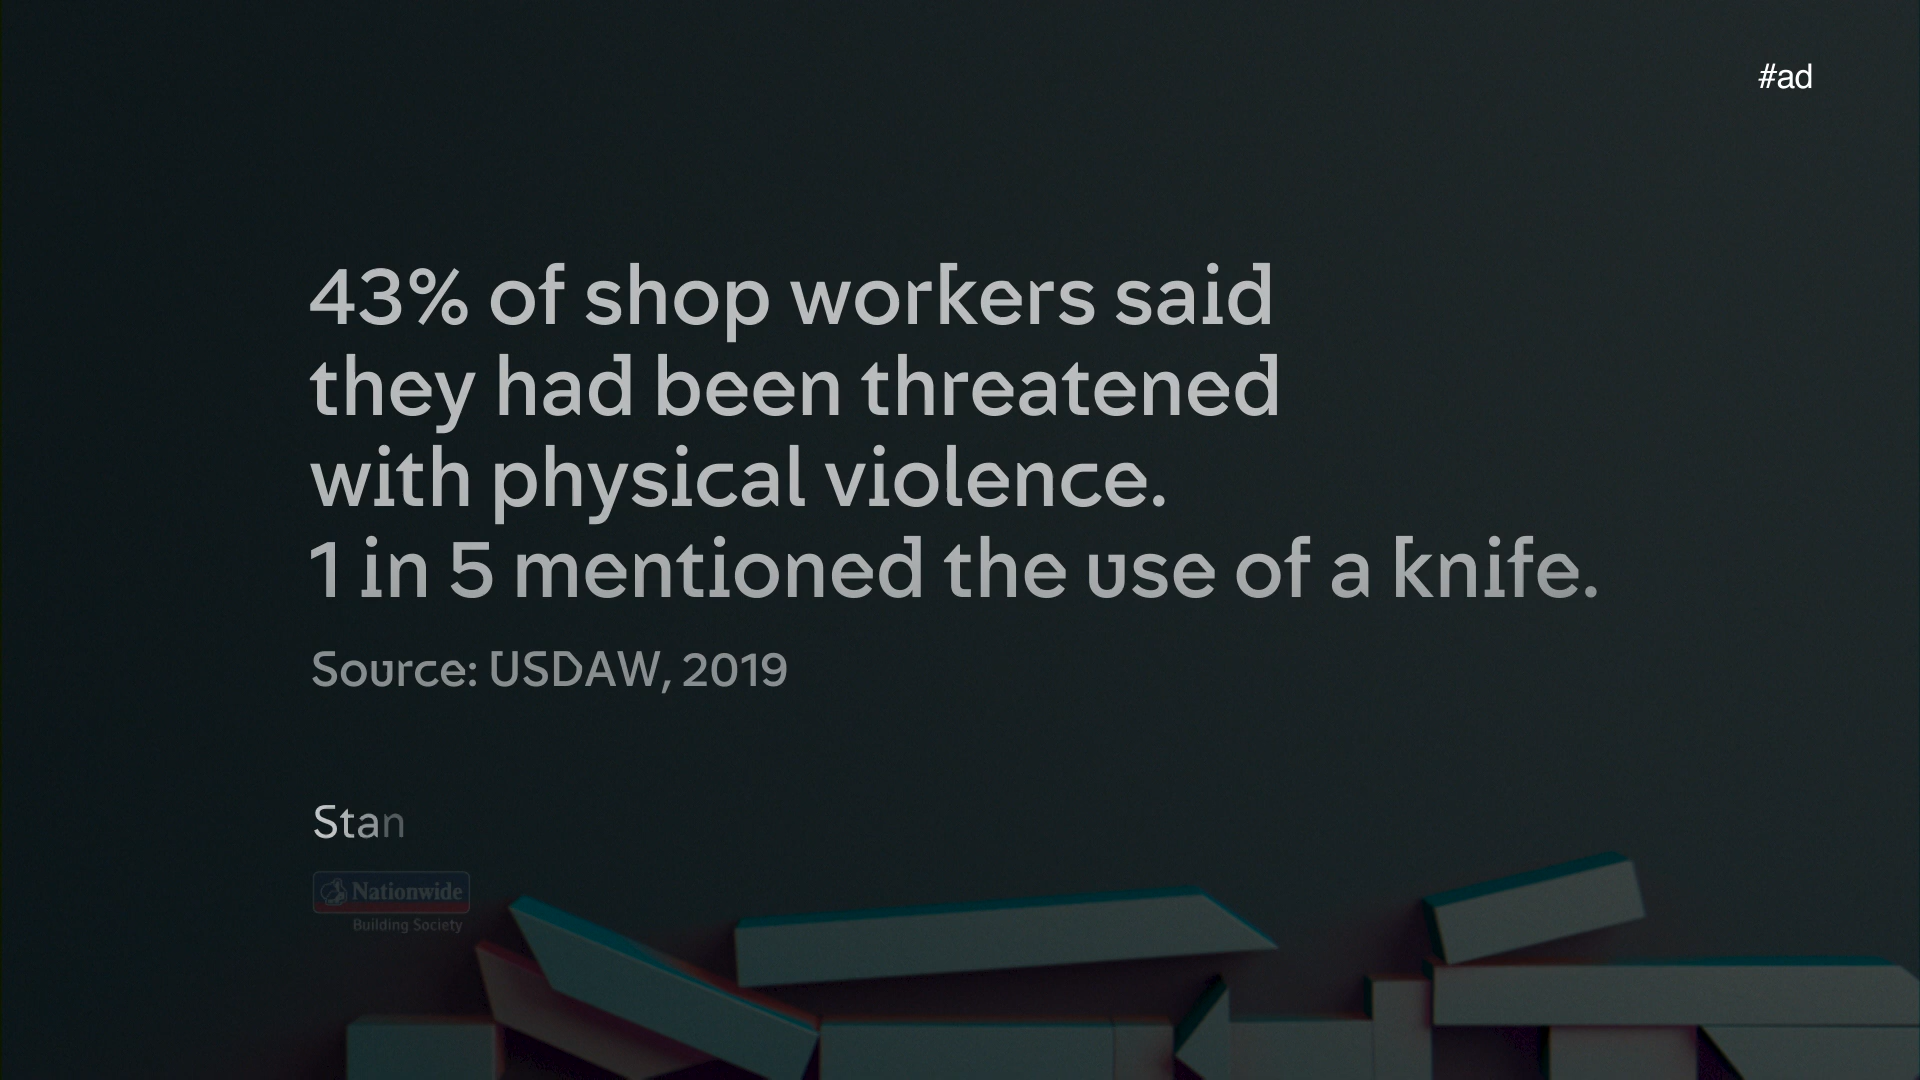 #ad
43% of shop workers said
they had been threatened
with physical violence.
1 in 5 mentioned the use of a knife.
Source: USDAW, 2019
Stan
Nationwide
Building Society